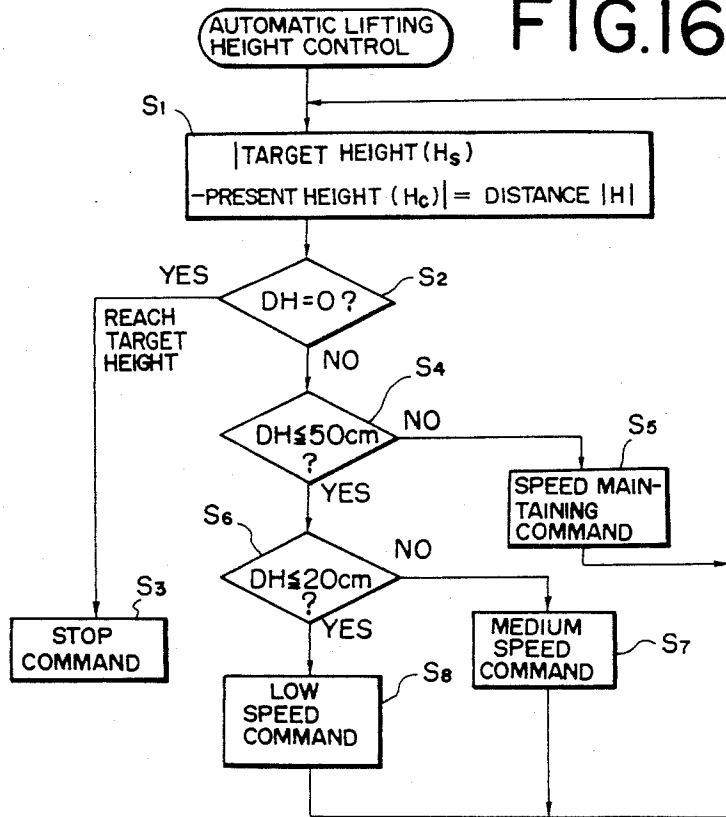 AUTOMATIC LIFTING
HEIGHT CONTROL
FIG.16
S1
|TARGET HEIGHT(HS)
-PRESENT HEIGHT (HC)| = DISTANCE |H|
YES
S2
DH=0?
REACH
TARGET
HEIGHT
NO
S4
DH≦50cm
?
NO
S5
YES
SPEED MAIN-
TAINING
COMMAND
S6
NO
DH≦20cm
?
S3
YES
STOP
COMMAND
MEDIUM
SPEED
COMMAND
S7
S8
LOW
SPEED
COMMAND